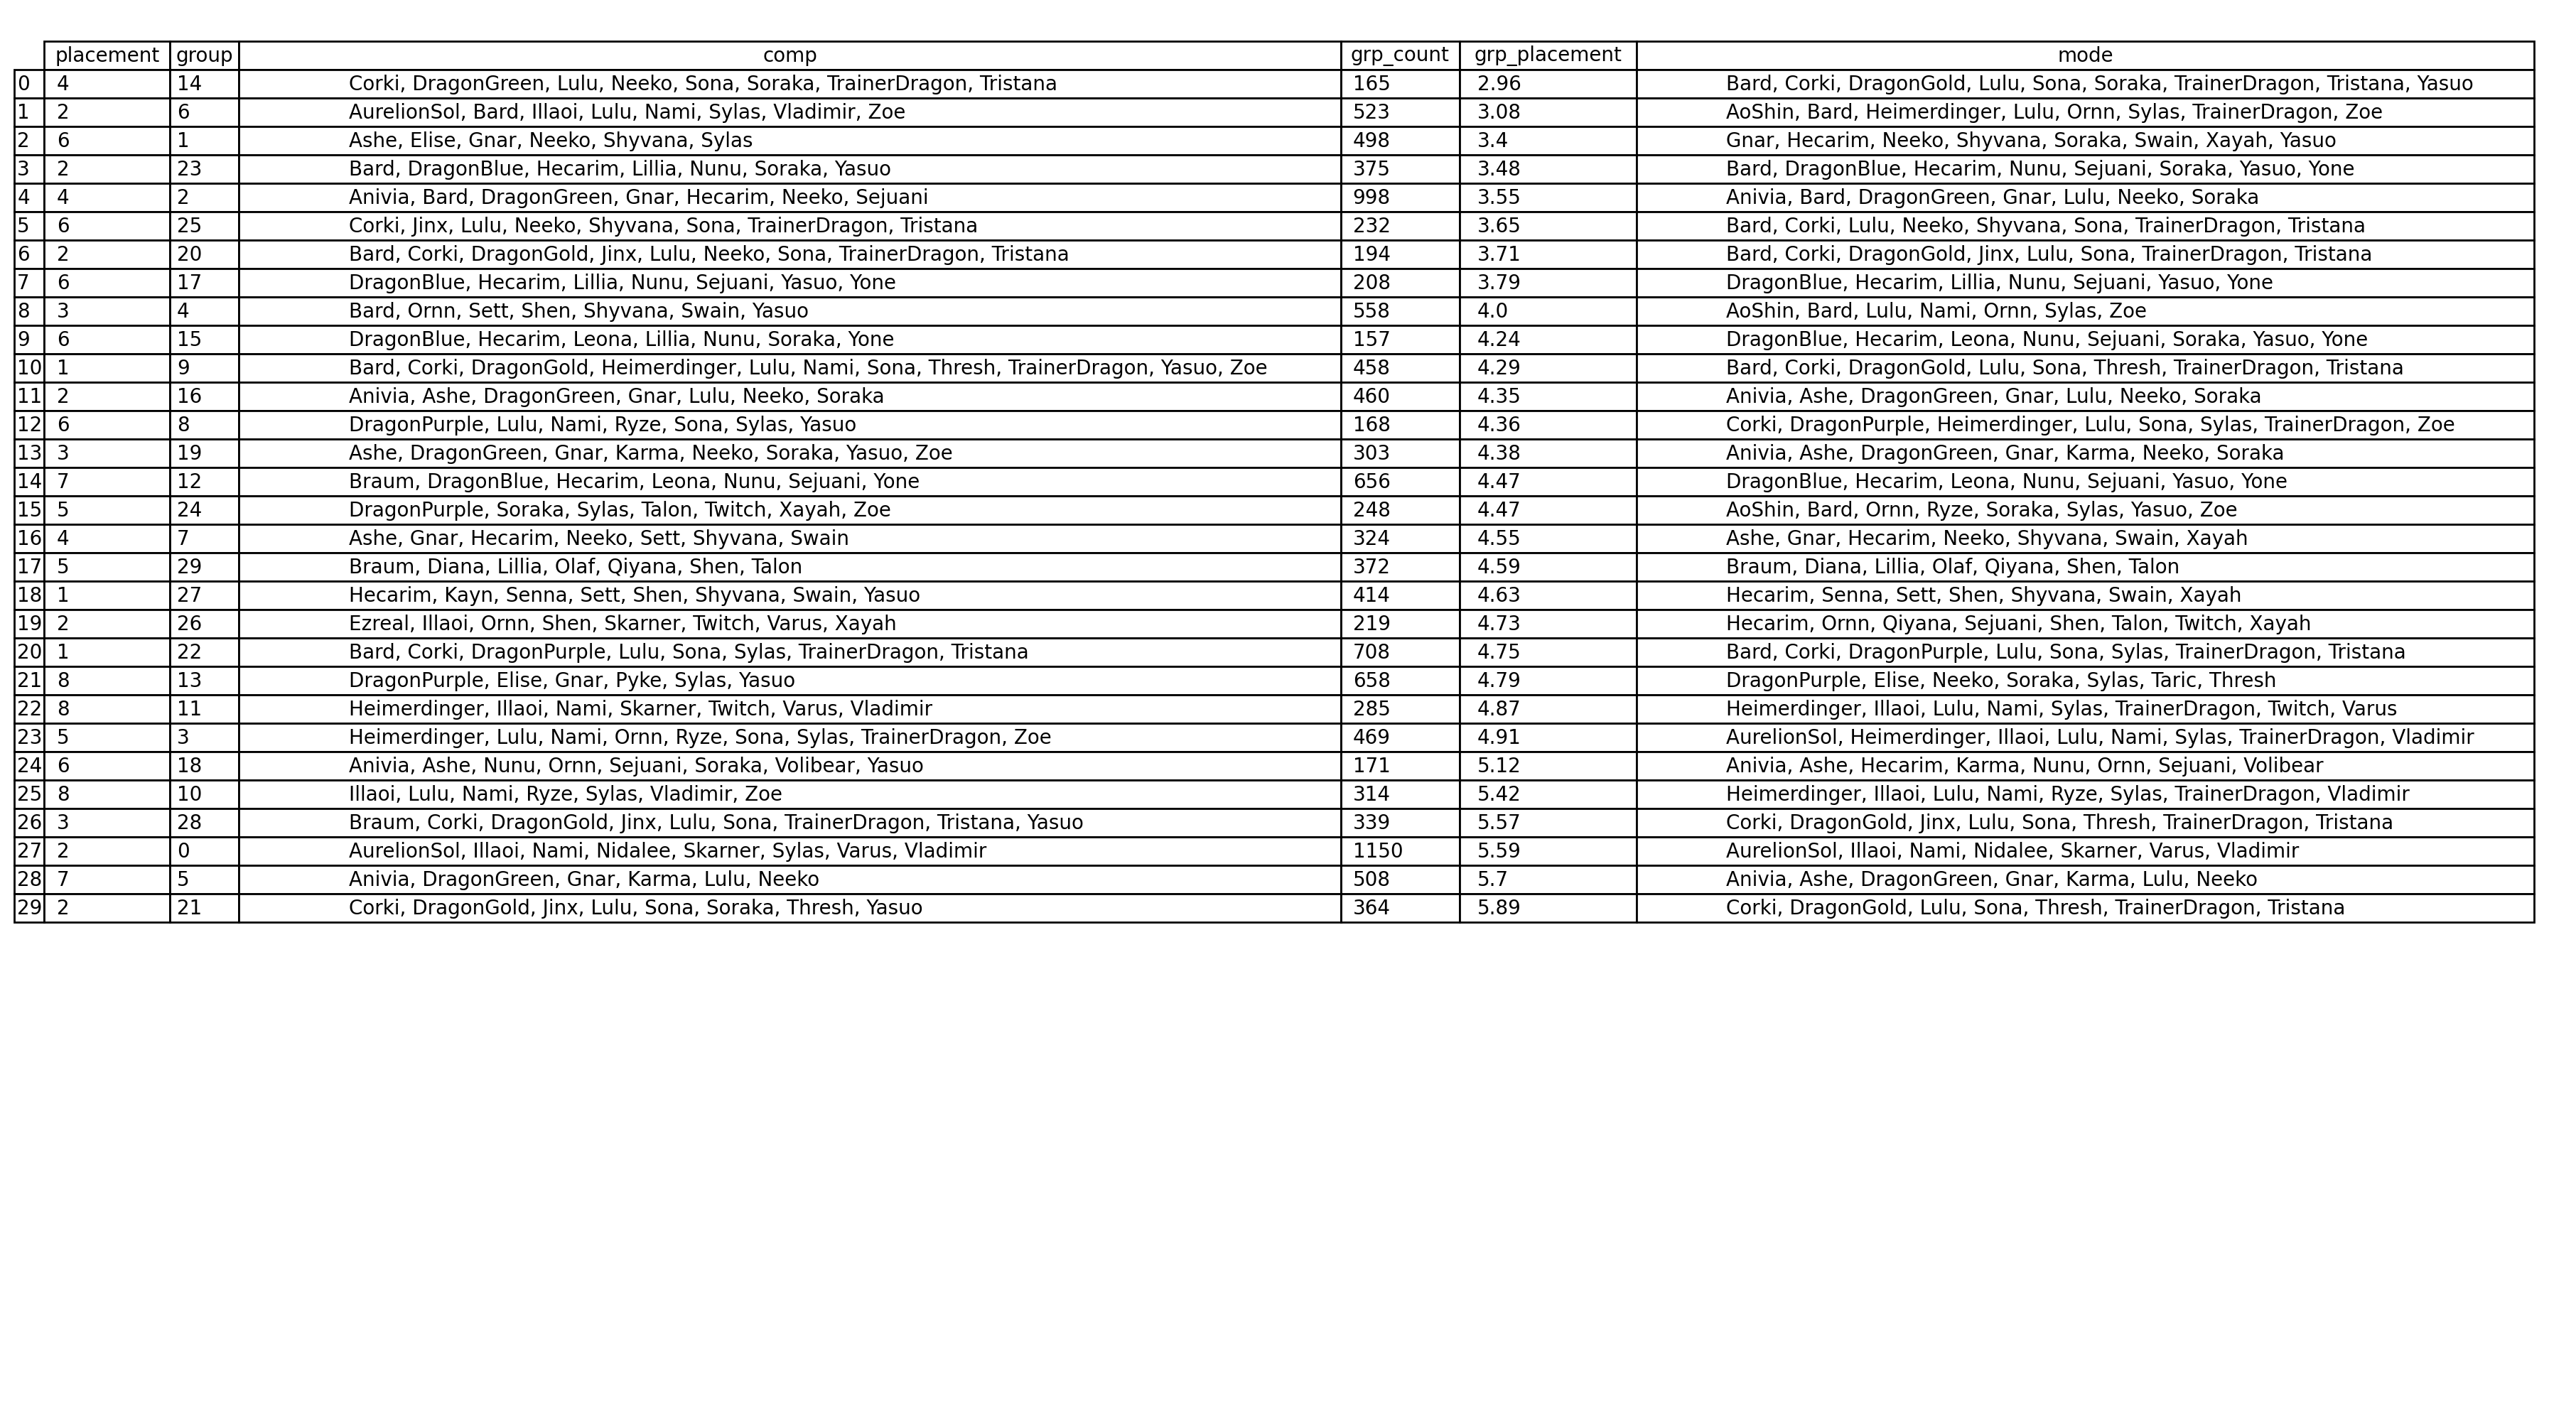 placement group comp grp_count grp_placement mode
0 4 14 Corki, DragonGreen, Lulu, Neeko, Sona, Soraka, TrainerDragon, Tristana 165 2.96 Bard, Corki, DragonGold, Lulu, Sona, Soraka, TrainerDragon, Tristana, Yasuo
1 2 6 AurelionSol, Bard, Illaoi, Lulu, Nami, Sylas, Vladimir, Zoe 523 3.08 AoShin, Bard, Heimerdinger, Lulu, Ornn, Sylas, TrainerDragon, Zoe
2 6 1 Ashe, Elise, Gnar, Neeko, Shyvana, Sylas 498 3.4 Gnar, Hecarim, Neeko, Shyvana, Soraka, Swain, Xayah, Yasuo
3 2 23 Bard, DragonBlue, Hecarim, Lillia, Nunu, Soraka, Yasuo 375 3.48 Bard, DragonBlue, Hecarim, Nunu, Sejuani, Soraka, Yasuo, Yone
4 4 2 Anivia, Bard, DragonGreen, Gnar, Hecarim, Neeko, Sejuani 998 3.55 Anivia, Bard, DragonGreen, Gnar, Lulu, Neeko, Soraka
5 6 25 Corki, Jinx, Lulu, Neeko, Shyvana, Sona, TrainerDragon, Tristana 232 3.65 Bard, Corki, Lulu, Neeko, Shyvana, Sona, TrainerDragon, Tristana
6 2 20 Bard, Corki, DragonGold, Jinx, Lulu, Neeko, Sona, TrainerDragon, Tristana 194 3.71 Bard, Corki, DragonGold, Jinx, Lulu, Sona, TrainerDragon, Tristana
7 6 17 DragonBlue, Hecarim, Lillia, Nunu, Sejuani, Yasuo, Yone 208 3.79 DragonBlue, Hecarim, Lillia, Nunu, Sejuani, Yasuo, Yone
8 3 4 Bard, Ornn, Sett, Shen, Shyvana, Swain, Yasuo 558 4.0 AoShin, Bard, Lulu, Nami, Ornn, Sylas, Zoe
9 6 15 DragonBlue, Hecarim, Leona, Lillia, Nunu, Soraka, Yone 157 4.24 DragonBlue, Hecarim, Leona, Nunu, Sejuani, Soraka, Yasuo, Yone
10 1 9 Bard, Corki, DragonGold, Heimerdinger, Lulu, Nami, Sona, Thresh, TrainerDragon, Yasuo, Zoe 458 4.29 Bard, Corki, DragonGold, Lulu, Sona, Thresh, TrainerDragon, Tristana
11 2 16 Anivia, Ashe, DragonGreen, Gnar, Lulu, Neeko, Soraka 460 4.35 Anivia, Ashe, DragonGreen, Gnar, Lulu, Neeko, Soraka
12 6 8 DragonPurple, Lulu, Nami, Ryze, Sona, Sylas, Yasuo 168 4.36 Corki, DragonPurple, Heimerdinger, Lulu, Sona, Sylas, TrainerDragon, Zoe
13 3 19 Ashe, DragonGreen, Gnar, Karma, Neeko, Soraka, Yasuo, Zoe 303 4.38 Anivia, Ashe, DragonGreen, Gnar, Karma, Neeko, Soraka
14 7 12 Braum, DragonBlue, Hecarim, Leona, Nunu, Sejuani, Yone 656 4.47 DragonBlue, Hecarim, Leona, Nunu, Sejuani, Yasuo, Yone
15 5 24 DragonPurple, Soraka, Sylas, Talon, Twitch, Xayah, Zoe 248 4.47 AoShin, Bard, Ornn, Ryze, Soraka, Sylas, Yasuo, Zoe
16 4 7 Ashe, Gnar, Hecarim, Neeko, Sett, Shyvana, Swain 324 4.55 Ashe, Gnar, Hecarim, Neeko, Shyvana, Swain, Xayah
17 5 29 Braum, Diana, Lillia, Olaf, Qiyana, Shen, Talon 372 4.59 Braum, Diana, Lillia, Olaf, Qiyana, Shen, Talon
18 1 27 Hecarim, Kayn, Senna, Sett, Shen, Shyvana, Swain, Yasuo 414 4.63 Hecarim, Senna, Sett, Shen, Shyvana, Swain, Xayah
19 2 26 Ezreal, Illaoi, Ornn, Shen, Skarner, Twitch, Varus, Xayah 219 4.73 Hecarim, Ornn, Qiyana, Sejuani, Shen, Talon, Twitch, Xayah
20 1 22 Bard, Corki, DragonPurple, Lulu, Sona, Sylas, TrainerDragon, Tristana 708 4.75 Bard, Corki, DragonPurple, Lulu, Sona, Sylas, TrainerDragon, Tristana
21 8 13 DragonPurple, Elise, Gnar, Pyke, Sylas, Yasuo 658 4.79 DragonPurple, Elise, Neeko, Soraka, Sylas, Taric, Thresh
22 8 11 Heimerdinger, Illaoi, Nami, Skarner, Twitch, Varus, Vladimir 285 4.87 Heimerdinger, Illaoi, Lulu, Nami, Sylas, TrainerDragon, Twitch, Varus
23 5 3 Heimerdinger, Lulu, Nami, Ornn, Ryze, Sona, Sylas, TrainerDragon, Zoe 469 4.91 AurelionSol, Heimerdinger, Illaoi, Lulu, Nami, Sylas, TrainerDragon, Vladimir
24 6 18 Anivia, Ashe, Nunu, Ornn, Sejuani, Soraka, Volibear, Yasuo 171 5.12 Anivia, Ashe, Hecarim, Karma, Nunu, Ornn, Sejuani, Volibear
25 8 10 Illaoi, Lulu, Nami, Ryze, Sylas, Vladimir, Zoe 314 5.42 Heimerdinger, Illaoi, Lulu, Nami, Ryze, Sylas, TrainerDragon, Vladimir
26 3 28 Braum, Corki, DragonGold, Jinx, Lulu, Sona, TrainerDragon, Tristana, Yasuo 339 5.57 Corki, DragonGold, Jinx, Lulu, Sona, Thresh, TrainerDragon, Tristana
27 2 0 AurelionSol, Illaoi, Nami, Nidalee, Skarner, Sylas, Varus, Vladimir 1150 5.59 AurelionSol, Illaoi, Nami, Nidalee, Skarner, Varus, Vladimir
28 7 5 Anivia, DragonGreen, Gnar, Karma, Lulu, Neeko 508 5.7 Anivia, Ashe, DragonGreen, Gnar, Karma, Lulu, Neeko
29 2 21 Corki, DragonGold, Jinx, Lulu, Sona, Soraka, Thresh, Yasuo 364 5.89 Corki, DragonGold, Lulu, Sona, Thresh, TrainerDragon, Tristana